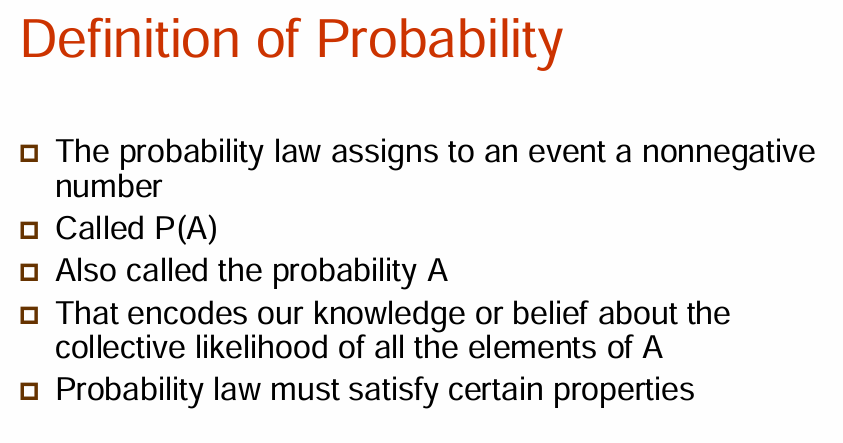 Definition of Probability
The probability law assigns to an event a nonnegative
number
Called P(A)
Also called the probability A
That encodes our knowledge or belief about the
collective likelihood of all the elements of A
Probability law must satisfy certain properties